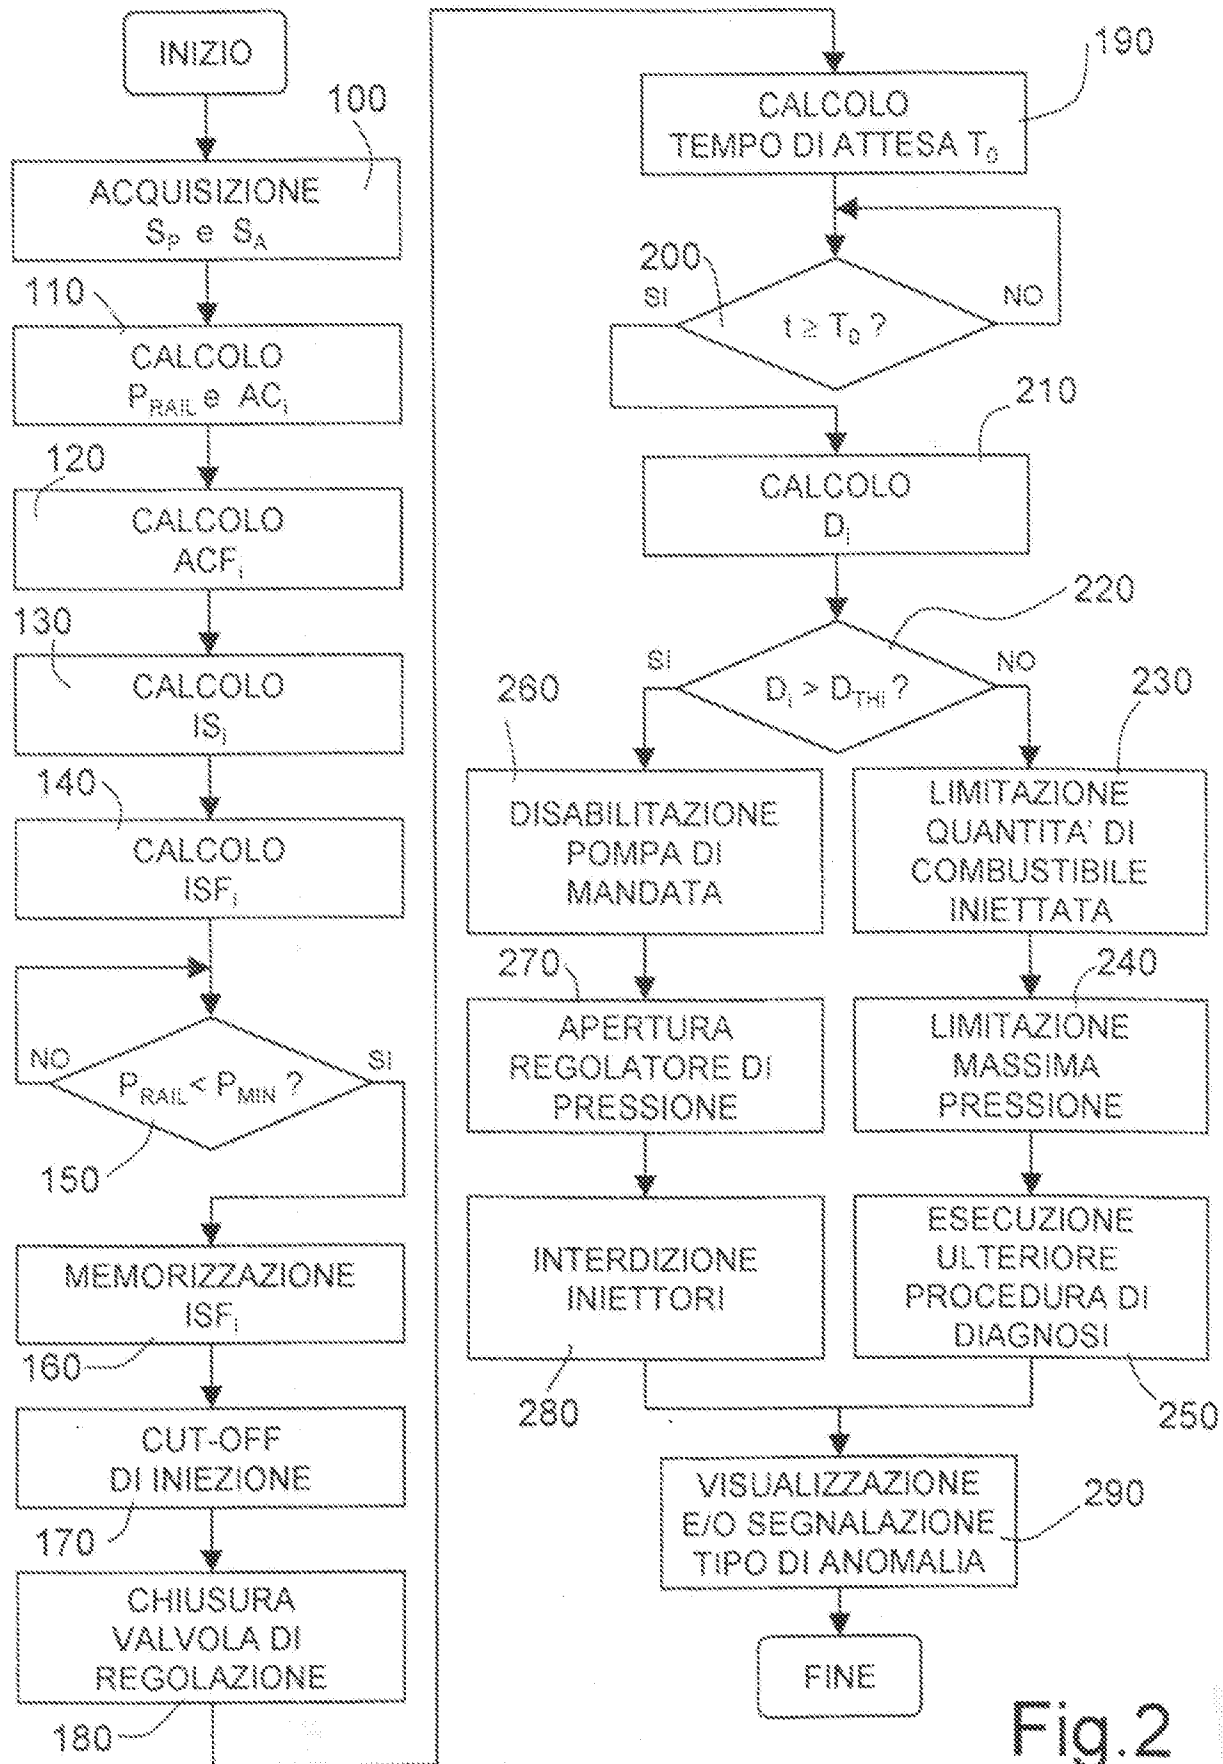 INIZIO
100
ACQUISIZIONE
S_P e S_A
110
CALCOLO
P_RAIL e AC_i
120
CALCOLO
ACF_i
130
CALCOLO
IS_i
140
CALCOLO
ISF_i
NO
SI
P_RAIL < P_MIN ?
150
MEMORIZZAZIONE
ISF_i
160
CUT-OFF
DI INIEZIONE
170
CHIUSURA
VALVOLA DI
REGOLAZIONE
180
190
CALCOLO
TEMPO DI ATTESA T_0
200
SI
NO
t ≥ T_0 ?
210
CALCOLO
D_i
220
SI
NO
D_i > D_THi ?
260
DISABILITAZIONE
POMPA DI
MANDATA
230
LIMITAZIONE
QUANTITA' DI
COMBUSTIBILE
INIETTATA
270
APERTURA
REGOLATORE DI
PRESSIONE
240
LIMITAZIONE
MASSIMA
PRESSIONE
INTERDIZIONE
INIETTORI
280
ESECUZIONE
ULTERIORE
PROCEDURA DI
DIAGNOSI
250
VISUALIZZAZIONE
E/O SEGNALAZIONE
TIPO DI ANOMALIA
290
FINE
Fig.2